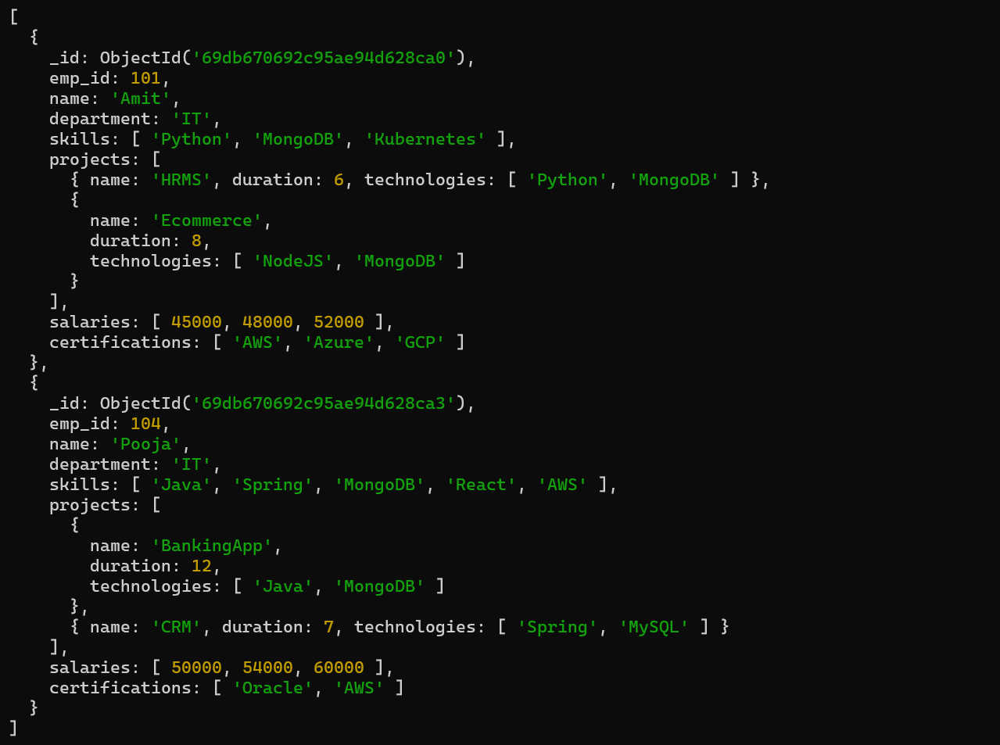 [
  {
    _id: ObjectId('69db670692c95ae94d628ca0'),
    emp_id: 101,
    name: 'Amit',
    department: 'IT',
    skills: [ 'Python', 'MongoDB', 'Kubernetes' ],
    projects: [
      { name: 'HRMS', duration: 6, technologies: [ 'Python', 'MongoDB' ] },
      {
        name: 'Ecommerce',
        duration: 8,
        technologies: [ 'NodeJS', 'MongoDB' ]
      }
    ],
    salaries: [ 45000, 48000, 52000 ],
    certifications: [ 'AWS', 'Azure', 'GCP' ]
  },
  {
    _id: ObjectId('69db670692c95ae94d628ca3'),
    emp_id: 104,
    name: 'Pooja',
    department: 'IT',
    skills: [ 'Java', 'Spring', 'MongoDB', 'React', 'AWS' ],
    projects: [
      {
        name: 'BankingApp',
        duration: 12,
        technologies: [ 'Java', 'MongoDB' ]
      },
      { name: 'CRM', duration: 7, technologies: [ 'Spring', 'MySQL' ] }
    ],
    salaries: [ 50000, 54000, 60000 ],
    certifications: [ 'Oracle', 'AWS' ]
  }
]